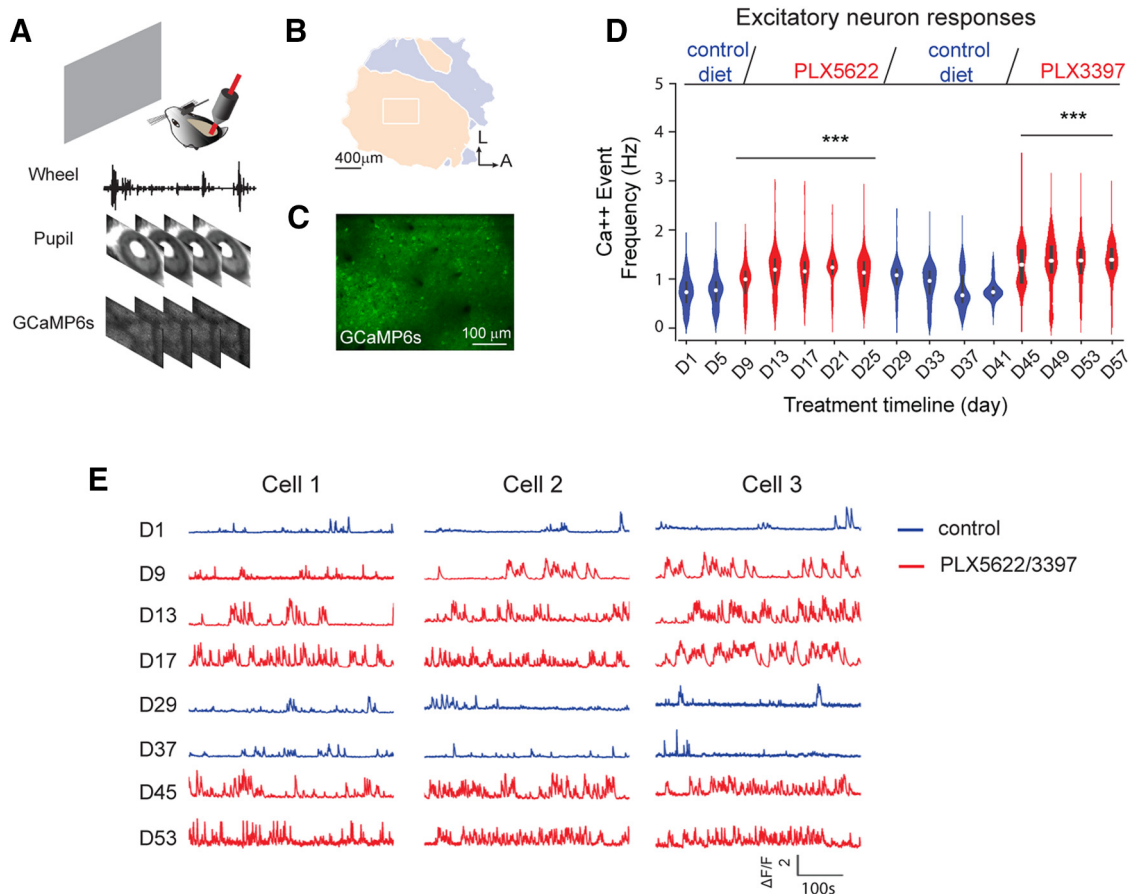 A
Wheel
Pupil
GCaMP6s
B
400μm
L
A
C
GCaMP6s
100 μm
D
Excitatory neuron responses
control diet / PLX5622 / control diet / PLX3397
Ca++ Event
Frequency (Hz)
5
4
3
2
1
0
***
***
D1 D5 D9 D13 D17 D21 D25 D29 D33 D37 D41 D45 D49 D53 D57
Treatment timeline (day)
E
Cell 1 Cell 2 Cell 3
D1
D9
D13
D17
D29
D37
D45
D53
control
PLX5622/3397
ΔF/F
2
100s